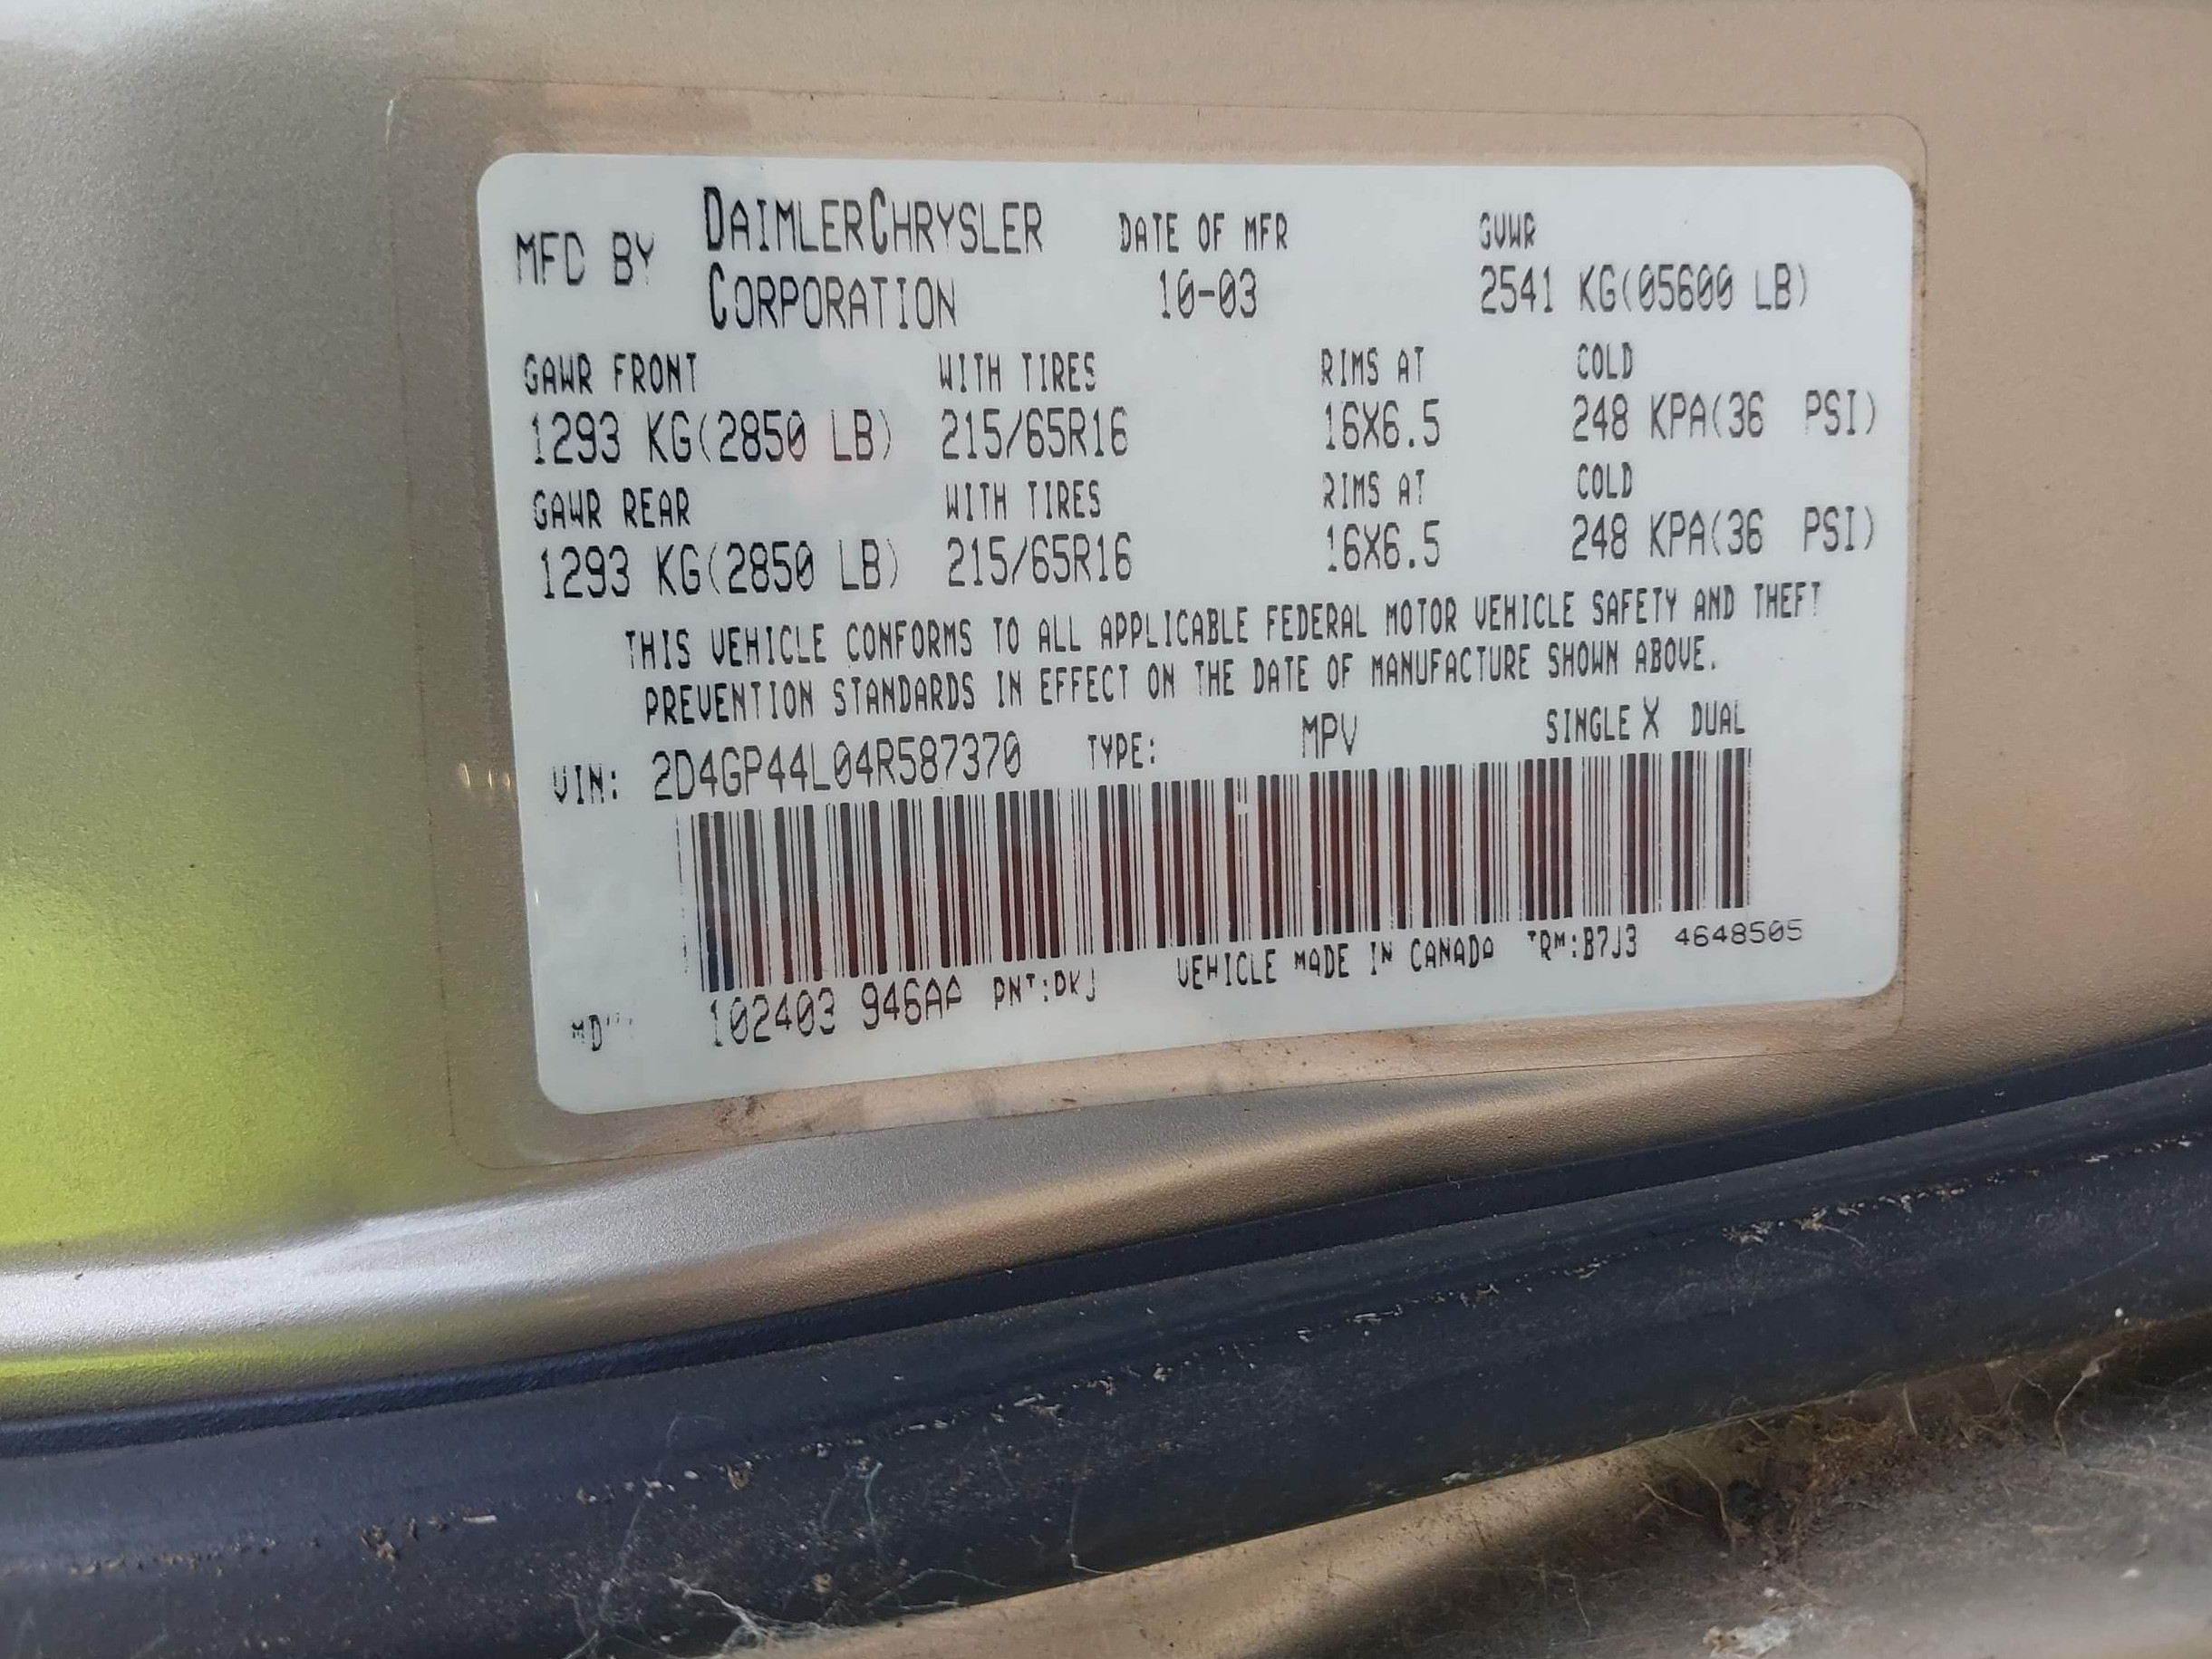 MFD BY DAIMLERCHRYSLER CORPORATION DATE OF MFR 10-03 GVWR 2541 KG(05600 LB)
GAWR FRONT WITH TIRES RIMS AT COLD
1293 KG(2850 LB) 215/65R16 16X6.5 248 KPA(36 PSI)
GAWR REAR WITH TIRES RIMS AT COLD
1293 KG(2850 LB) 215/65R16 16X6.5 248 KPA(36 PSI)
THIS VEHICLE CONFORMS TO ALL APPLICABLE FEDERAL MOTOR VEHICLE SAFETY AND THEFT
PREVENTION STANDARDS IN EFFECT ON THE DATE OF MANUFACTURE SHOWN ABOVE.
VIN: 2D4GP44L04R587370 TYPE: MPV SINGLE X DUAL
102403 946AA PNT:PKJ VEHICLE MADE IN CANADA TRM:B7J3 4648505